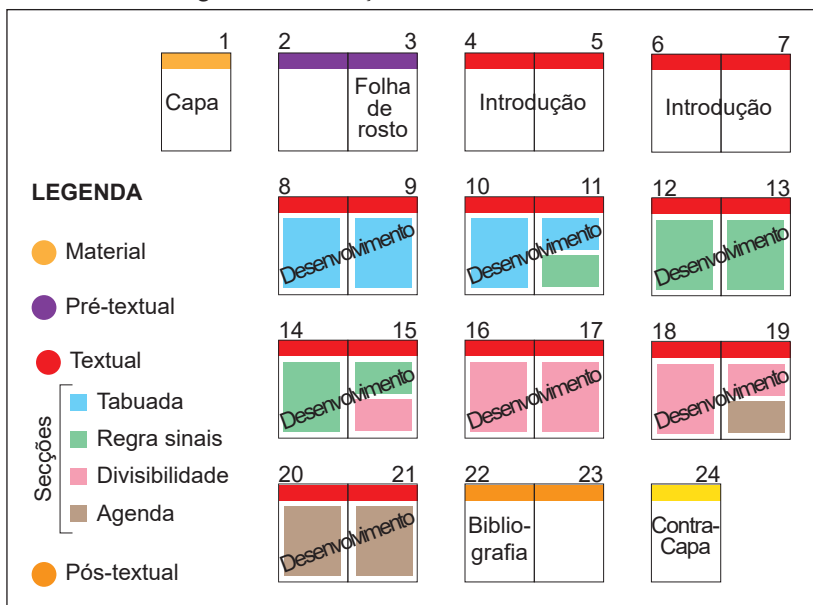 1
2 3
4 5
6 7
Capa
Folha
de
rosto
Introdução
Introdução
LEGENDA
Material
Pré-textual
Textual
Secções
Tabuada
Regra sinais
Divisibilidade
Agenda
Pós-textual
8 9
10 11
12 13
Desenvolvimento
Desenvolvimento
Desenvolvimento
14 15
16 17
18 19
Desenvolvimento
Desenvolvimento
Desenvolvimento
20 21
22 23
24
Desenvolvimento
Biblio-
grafia
Contra-
Capa